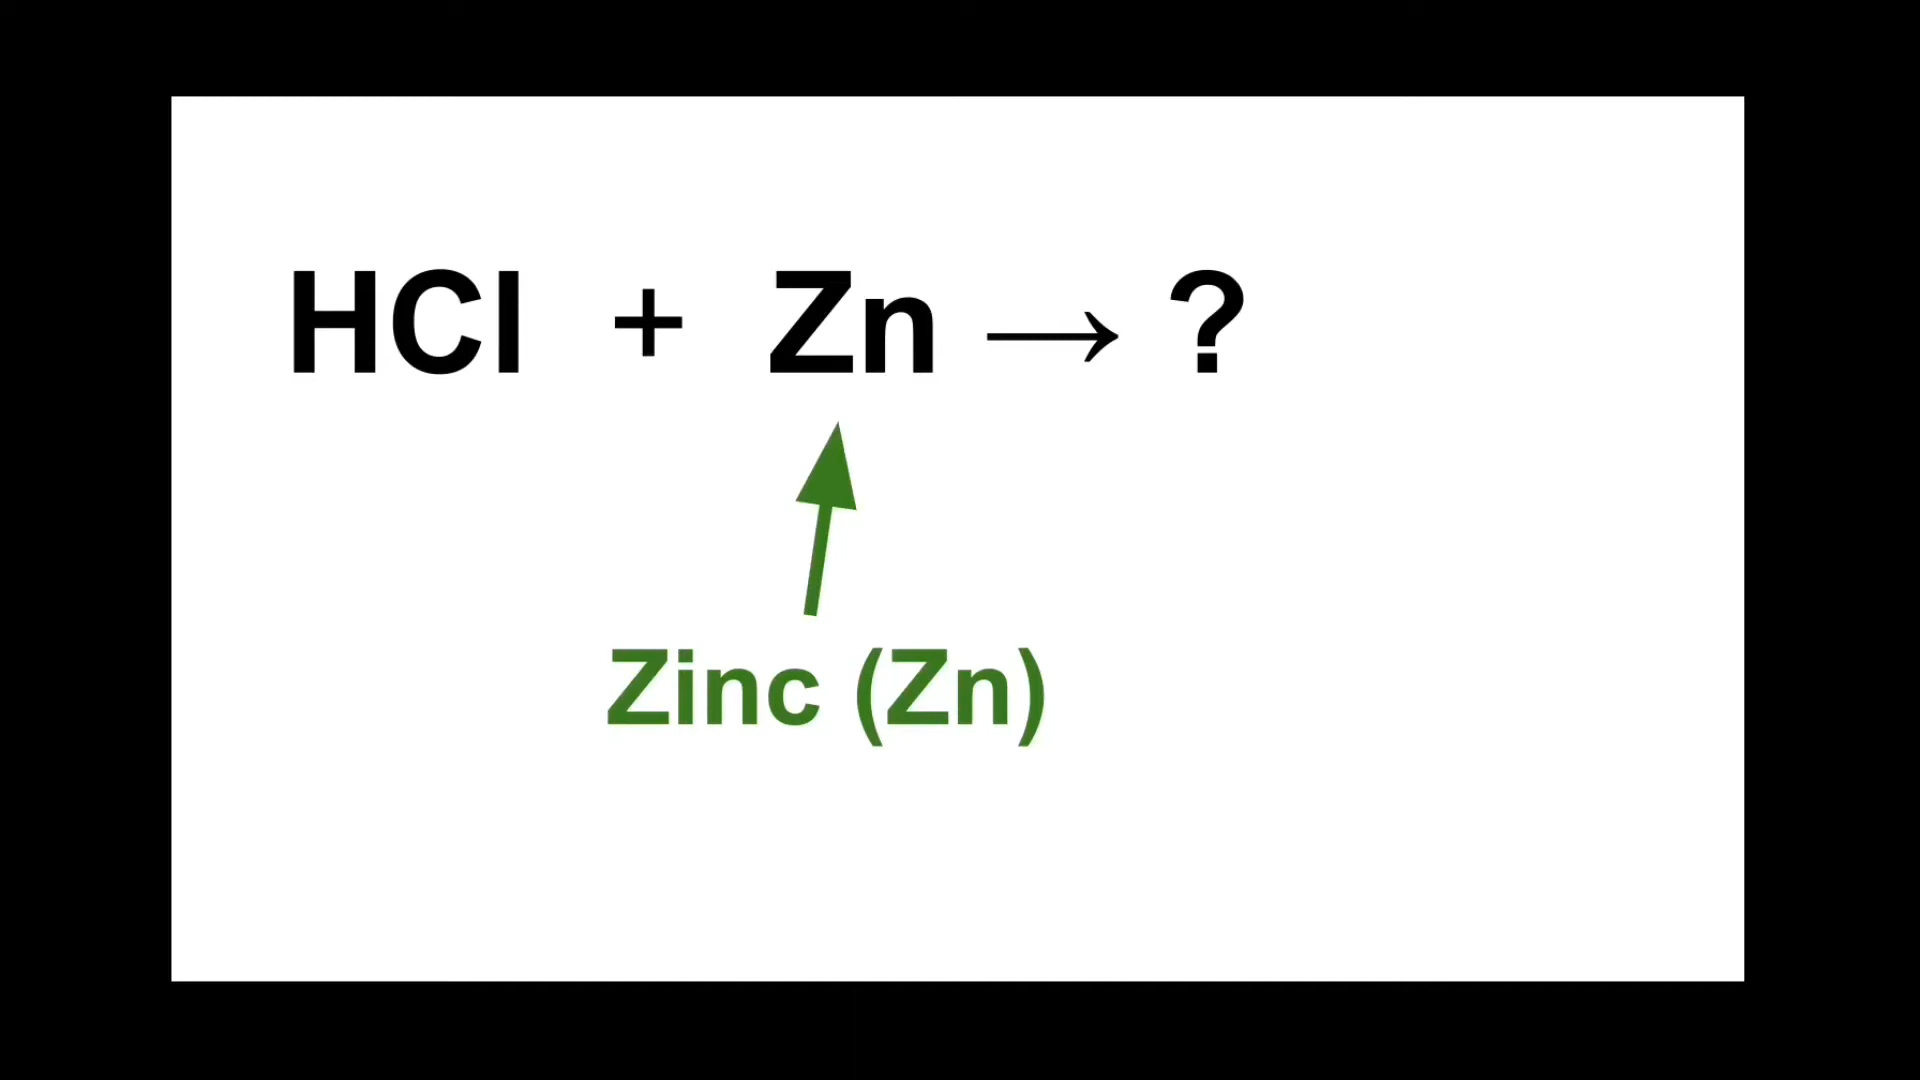 HCl + Zn → ?
Zinc (Zn)